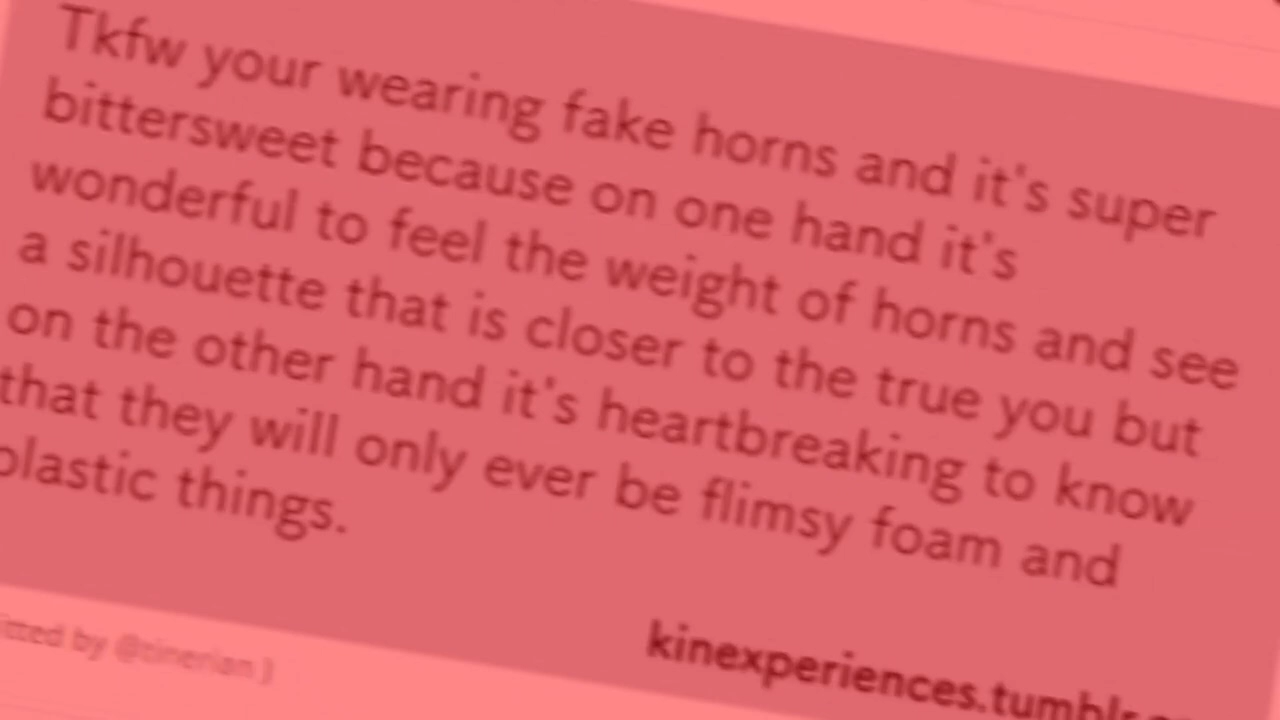 Tkfw your wearing fake horns and it's super
bittersweet because on one hand it's
wonderful to feel the weight of horns and see
a silhouette that is closer to the true you but
on the other hand it's heartbreaking to know
that they will only ever be flimsy foam and
plastic things.
kinexperiences.tumblr
by @tinerian )